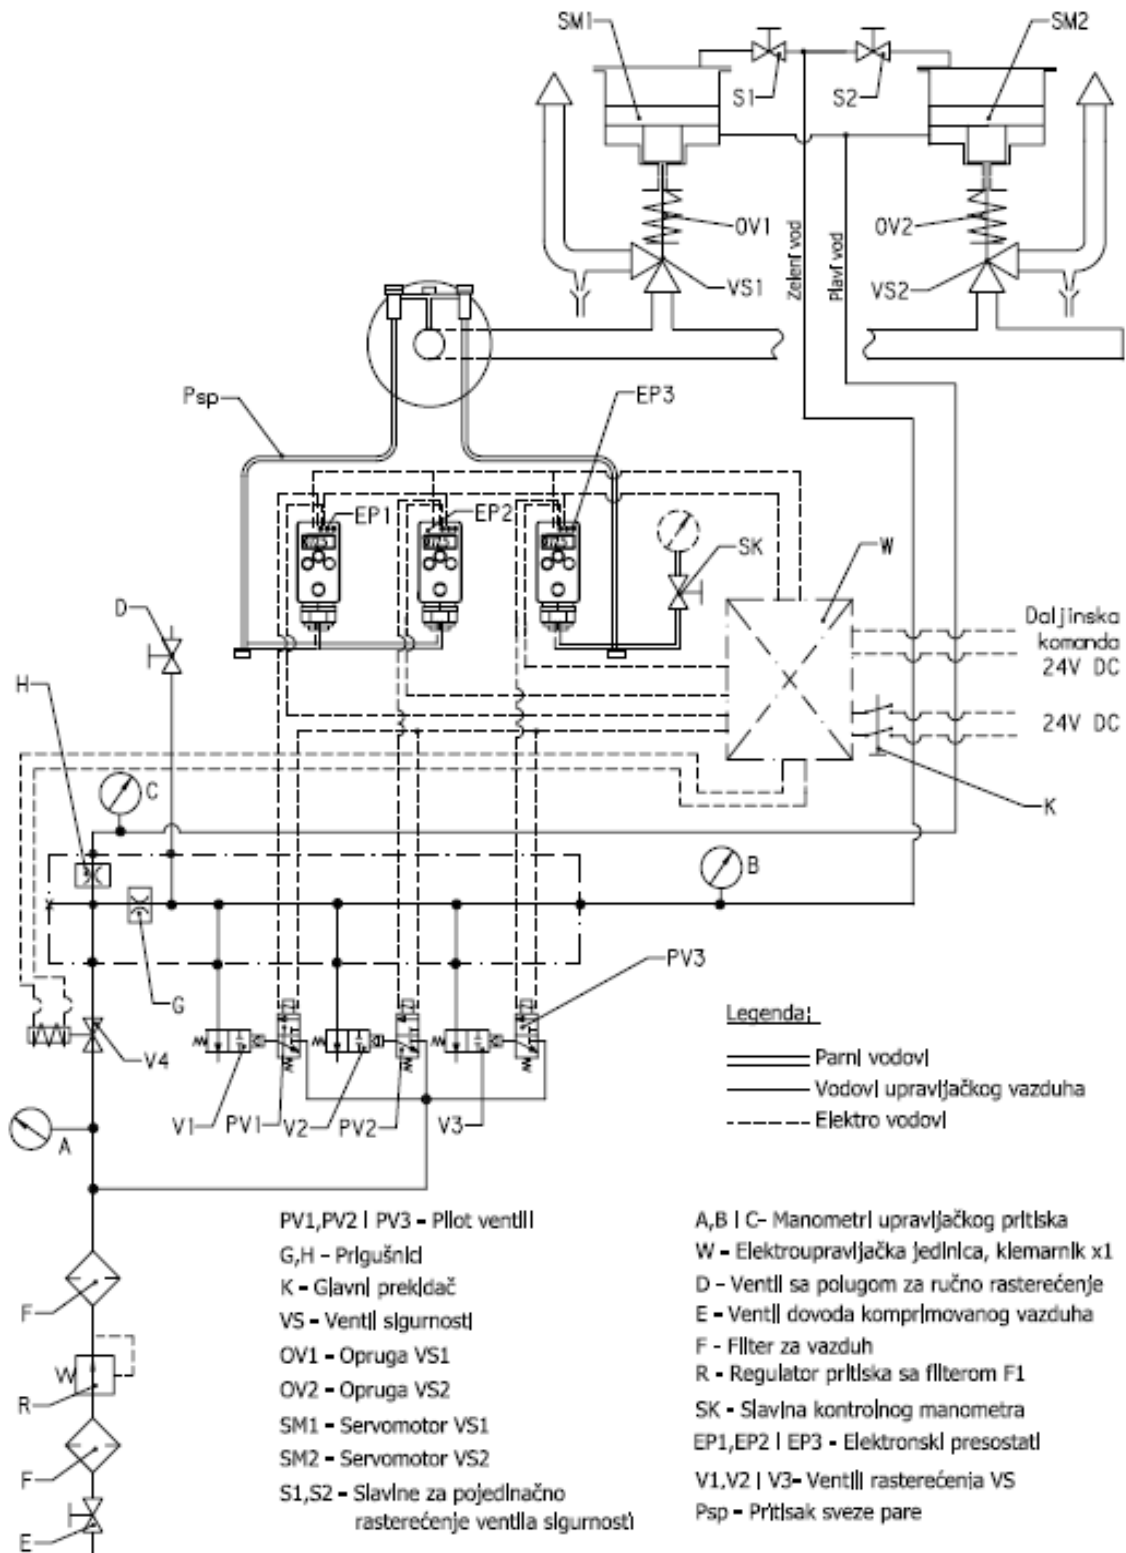 SM1
SM2
S1
S2
OV1
OV2
Zeleni vod
Plavi vod
VS1
VS2
Psp
EP3
EP1
EP2
SK
W
D
Daljinska
komanda
24V DC
H
24V DC
C
K
B
PV3
G
V4
Legenda:
Parni vodovi
Vodovi upravljačkog vazduha
Elektro vodovi
V1
PV1
V2
PV2
V3
A
PV1,PV2 i PV3 - Pilot ventili
G,H - Prigušnici
K - Glavni prekidač
VS - Ventil sigurnosti
OV1 - Opruga VS1
OV2 - Opruga VS2
SM1 - Servomotor VS1
SM2 - Servomotor VS2
S1,S2 - Slavine za pojedinačno
rasterećenje ventila sigurnosti
A,B i C- Manometri upravljačkog pritiska
W - Elektroupravljačka jedinica, klemarnik x1
D - Ventil sa polugom za ručno rasterećenje
E - Ventil dovoda komprimovanog vazduha
F - Filter za vazduh
R - Regulator pritiska sa filterom F1
SK - Slavina kontrolnog manometra
EP1,EP2 i EP3 - Elektronski presostati
V1,V2 i V3- Ventili rasterećenja VS
Psp - Pritisak sveze pare
F
R
F
E